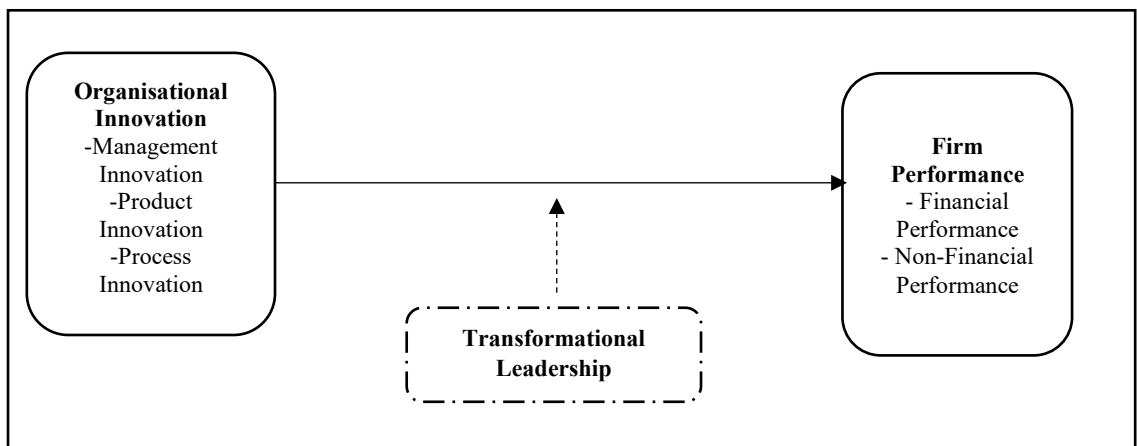 Organisational
Innovation
-Management
Innovation
-Product
Innovation
-Process
Innovation
Transformational
Leadership
Firm
Performance
- Financial
Performance
- Non-Financial
Performance